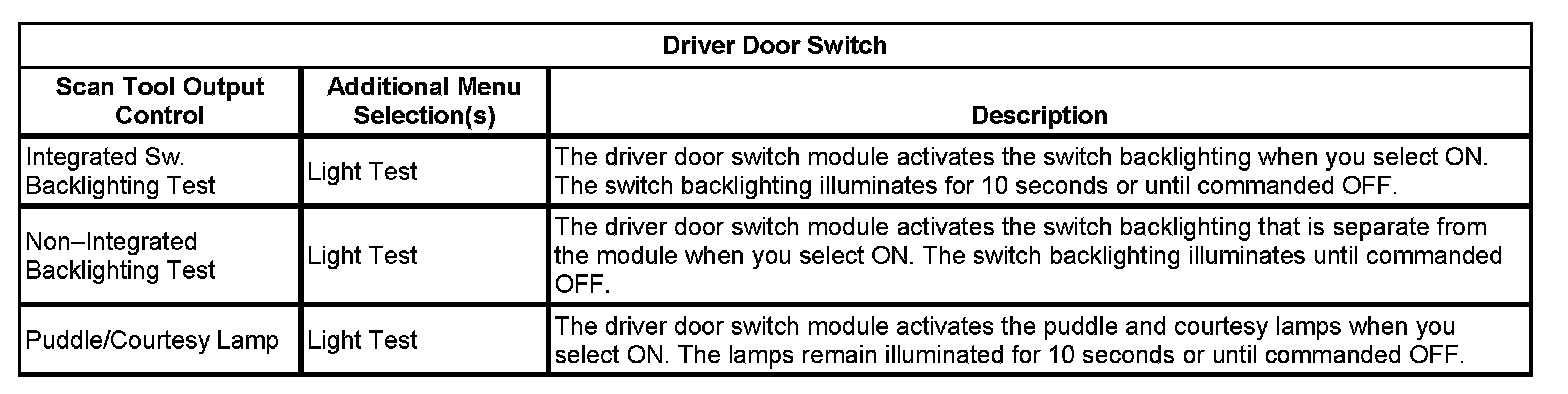 Driver Door Switch
Scan Tool Output
Control
Additional Menu
Selection(s)
Description
Integrated Sw.
Backlighting Test
Light Test
The driver door switch module activates the switch backlighting when you select ON.
The switch backlighting illuminates for 10 seconds or until commanded OFF.
Non–Integrated
Backlighting Test
Light Test
The driver door switch module activates the switch backlighting that is separate from
the module when you select ON. The switch backlighting illuminates until commanded
OFF.
Puddle/Courtesy Lamp
Light Test
The driver door switch module activates the puddle and courtesy lamps when you
select ON. The lamps remain illuminated for 10 seconds or until commanded OFF.